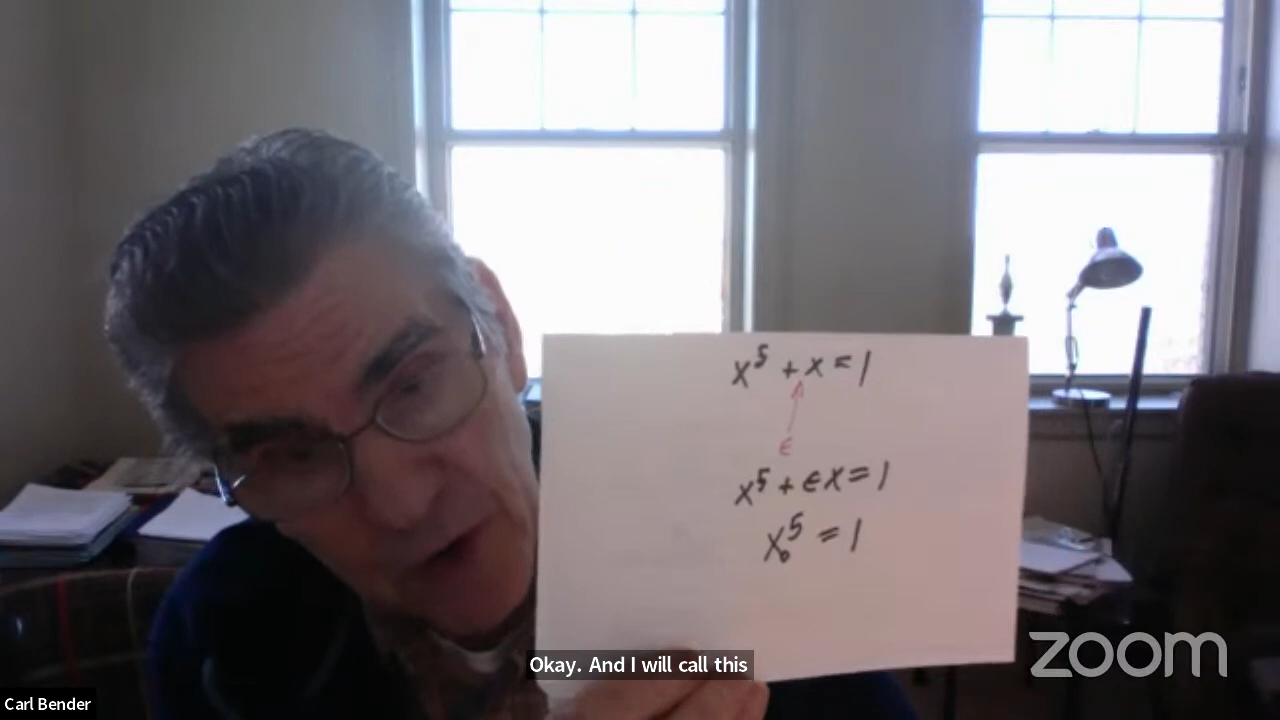 x⁵ + x = 1
ϵ
x⁵ + ϵx = 1
x₀⁵ = 1
Okay. And I will call this
zoom
Carl Bender